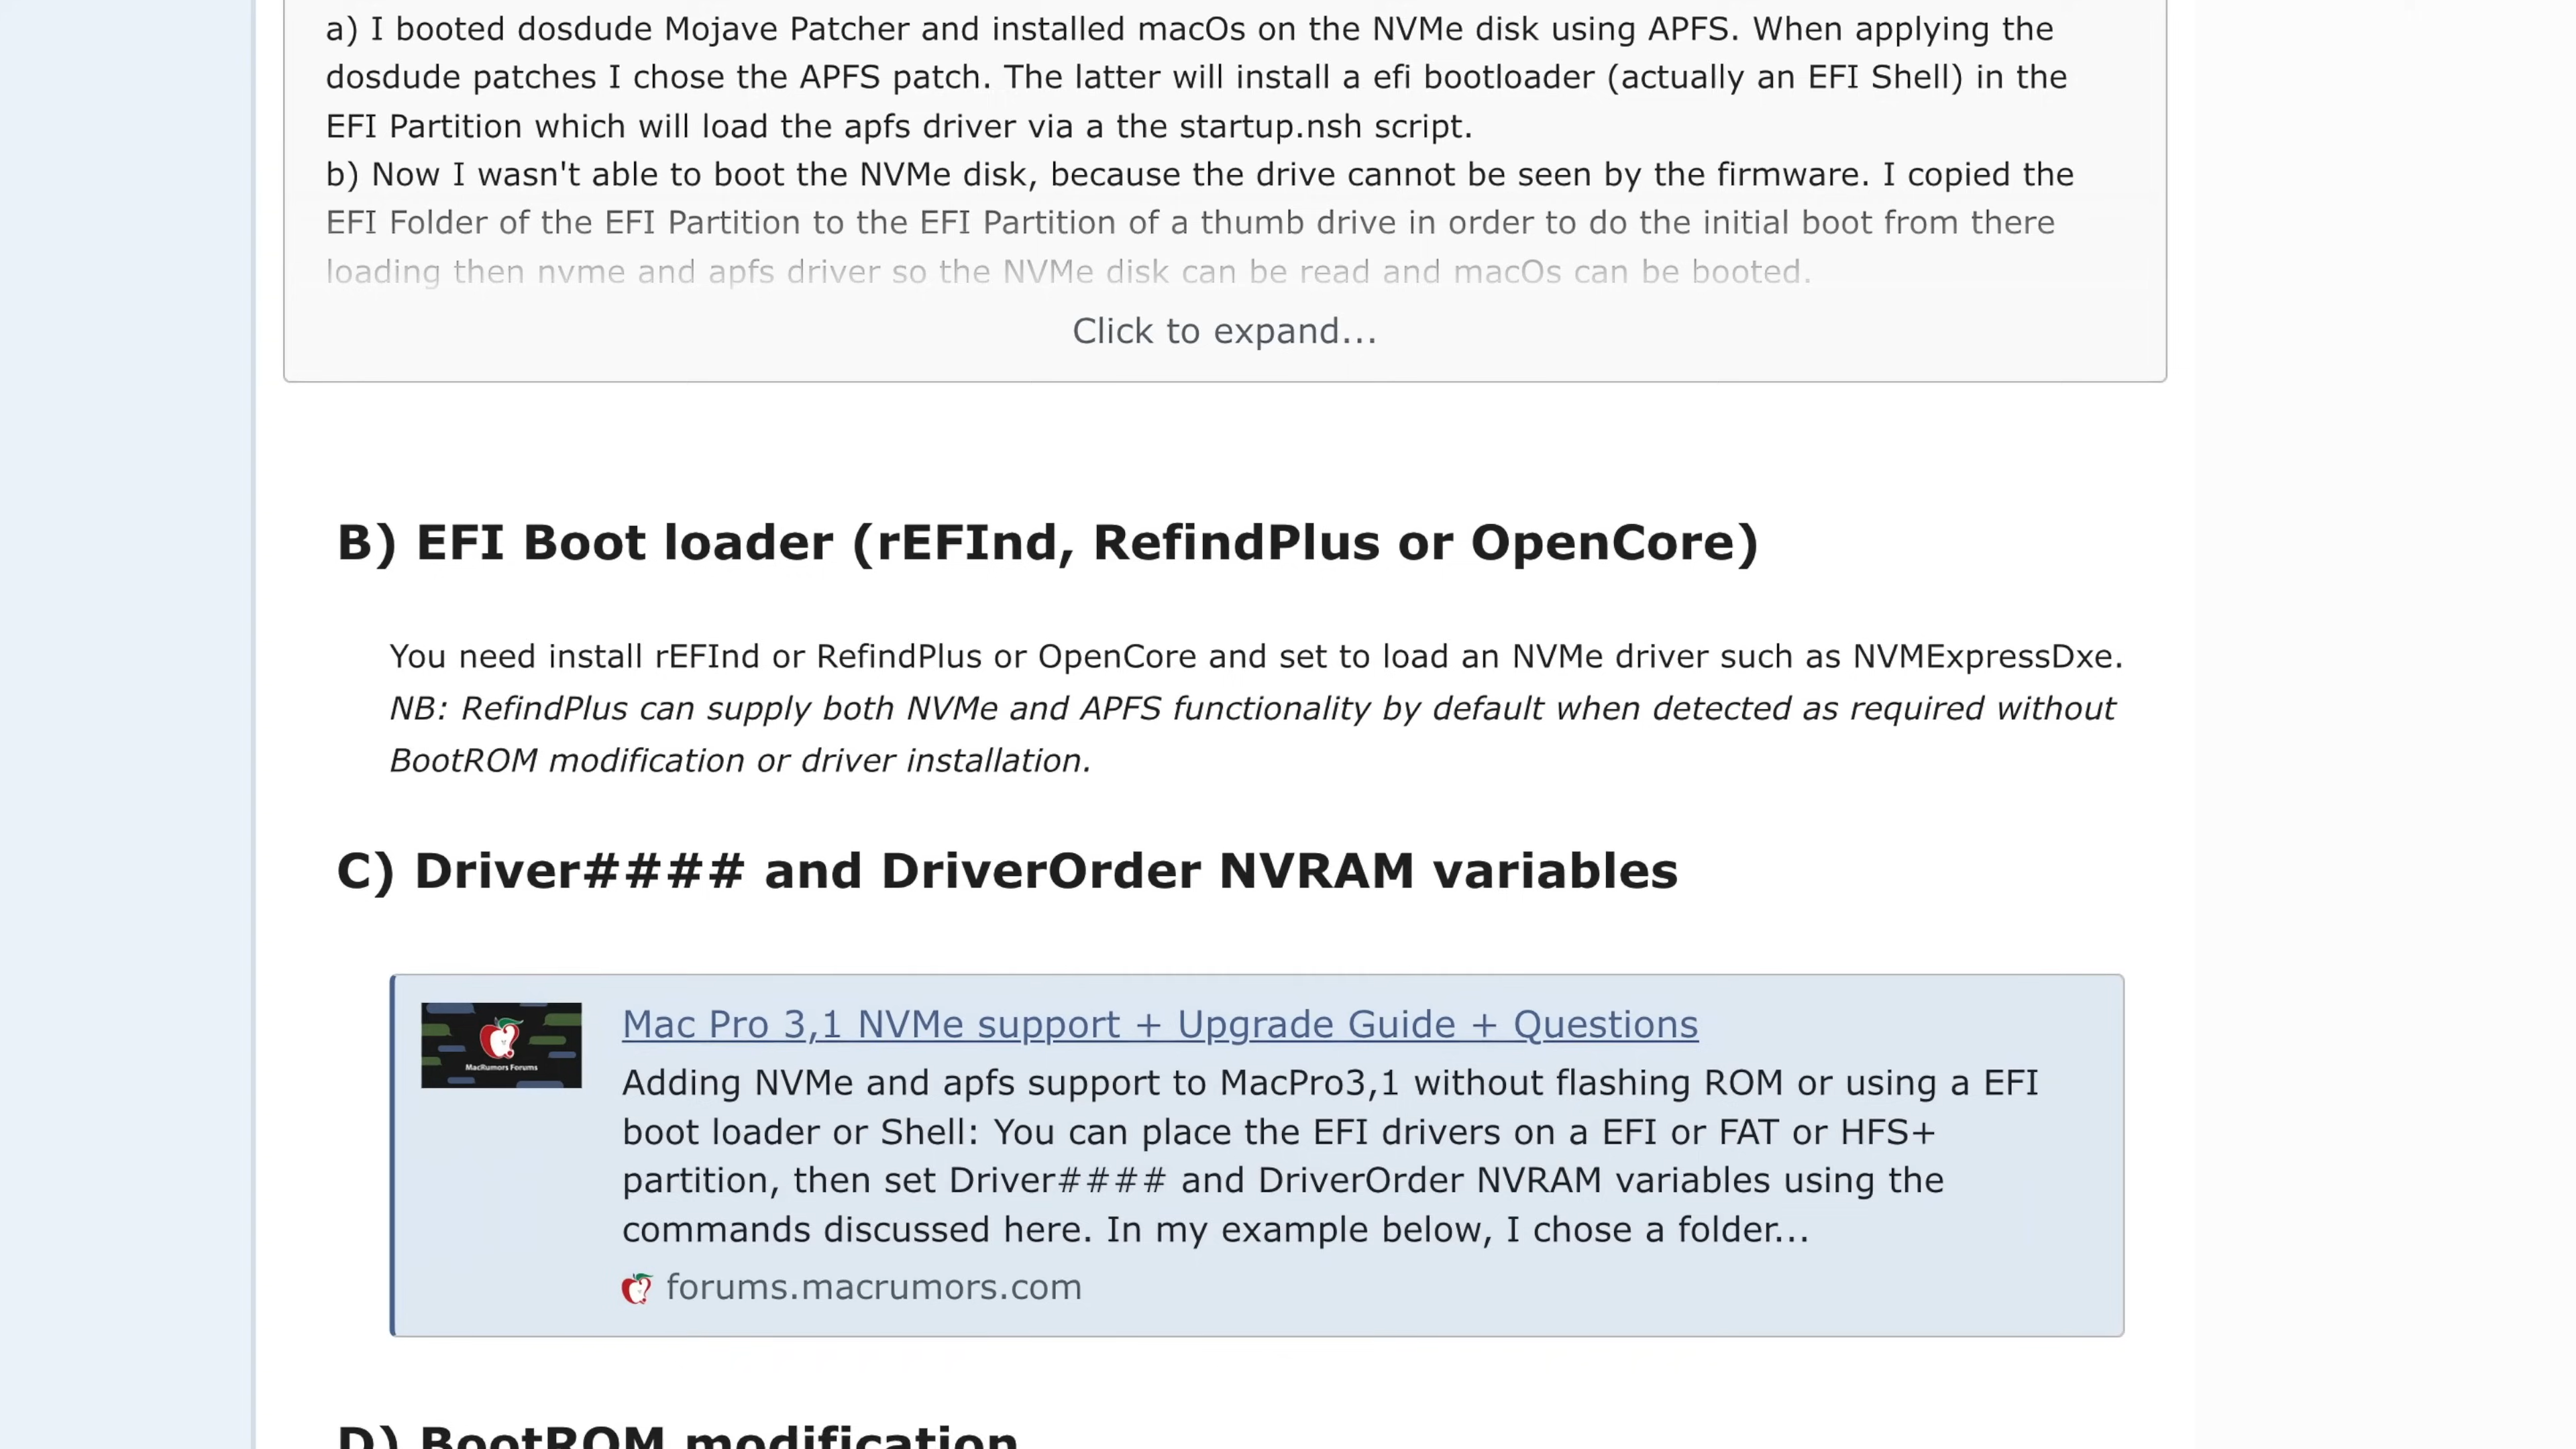 a) I booted dosdude Mojave Patcher and installed macOs on the NVMe disk using APFS. When applying the
dosdude patches I chose the APFS patch. The latter will install a efi bootloader (actually an EFI Shell) in the
EFI Partition which will load the apfs driver via a the startup.nsh script.
b) Now I wasn't able to boot the NVMe disk, because the drive cannot be seen by the firmware. I copied the
EFI Folder of the EFI Partition to the EFI Partition of a thumb drive in order to do the initial boot from there
loading then nvme and apfs driver so the NVMe disk can be read and macOs can be booted.
Click to expand...
B) EFI Boot loader (rEFInd, RefindPlus or OpenCore)
You need install rEFInd or RefindPlus or OpenCore and set to load an NVMe driver such as NVMExpressDxe.
NB: RefindPlus can supply both NVMe and APFS functionality by default when detected as required without
BootROM modification or driver installation.
C) Driver#### and DriverOrder NVRAM variables
MacRumors Forums
Mac Pro 3,1 NVMe support + Upgrade Guide + Questions
Adding NVMe and apfs support to MacPro3,1 without flashing ROM or using a EFI
boot loader or Shell: You can place the EFI drivers on a EFI or FAT or HFS+
partition, then set Driver#### and DriverOrder NVRAM variables using the
commands discussed here. In my example below, I chose a folder...
forums.macrumors.com
D) BootROM modification